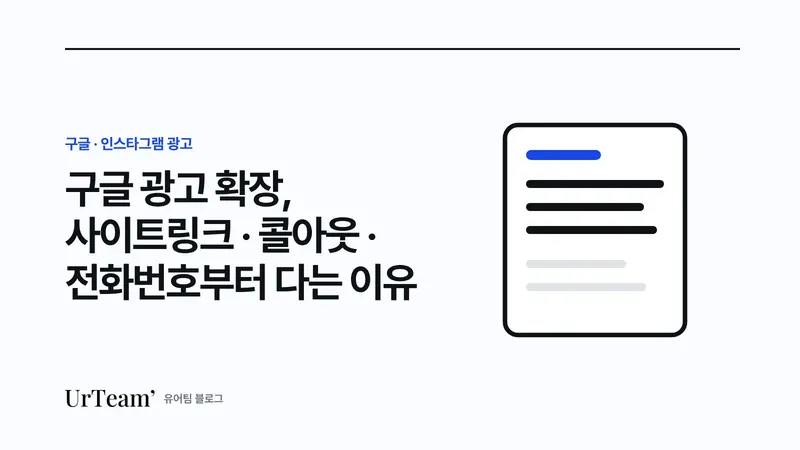 구글 · 인스타그램 광고
구글 광고 확장,
사이트링크 · 콜아웃 ·
전화번호부터 다는 이유
UrTeam’ 유어팀 블로그